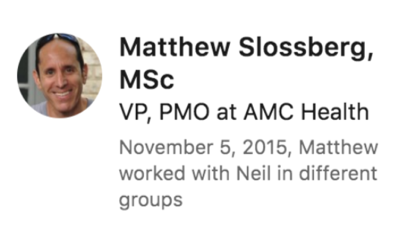 Matthew Slossberg,
MSc
VP, PMO at AMC Health
November 5, 2015, Matthew
worked with Neil in different
groups